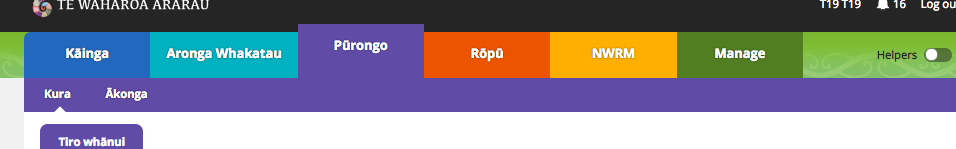 TE WAHAROA ARARAU
T19 T19 16 Log ou
Kāinga Aronga Whakatau Pūrongo Rōpū NWRM Manage Helpers
Kura Ākonga
Tiro whānui